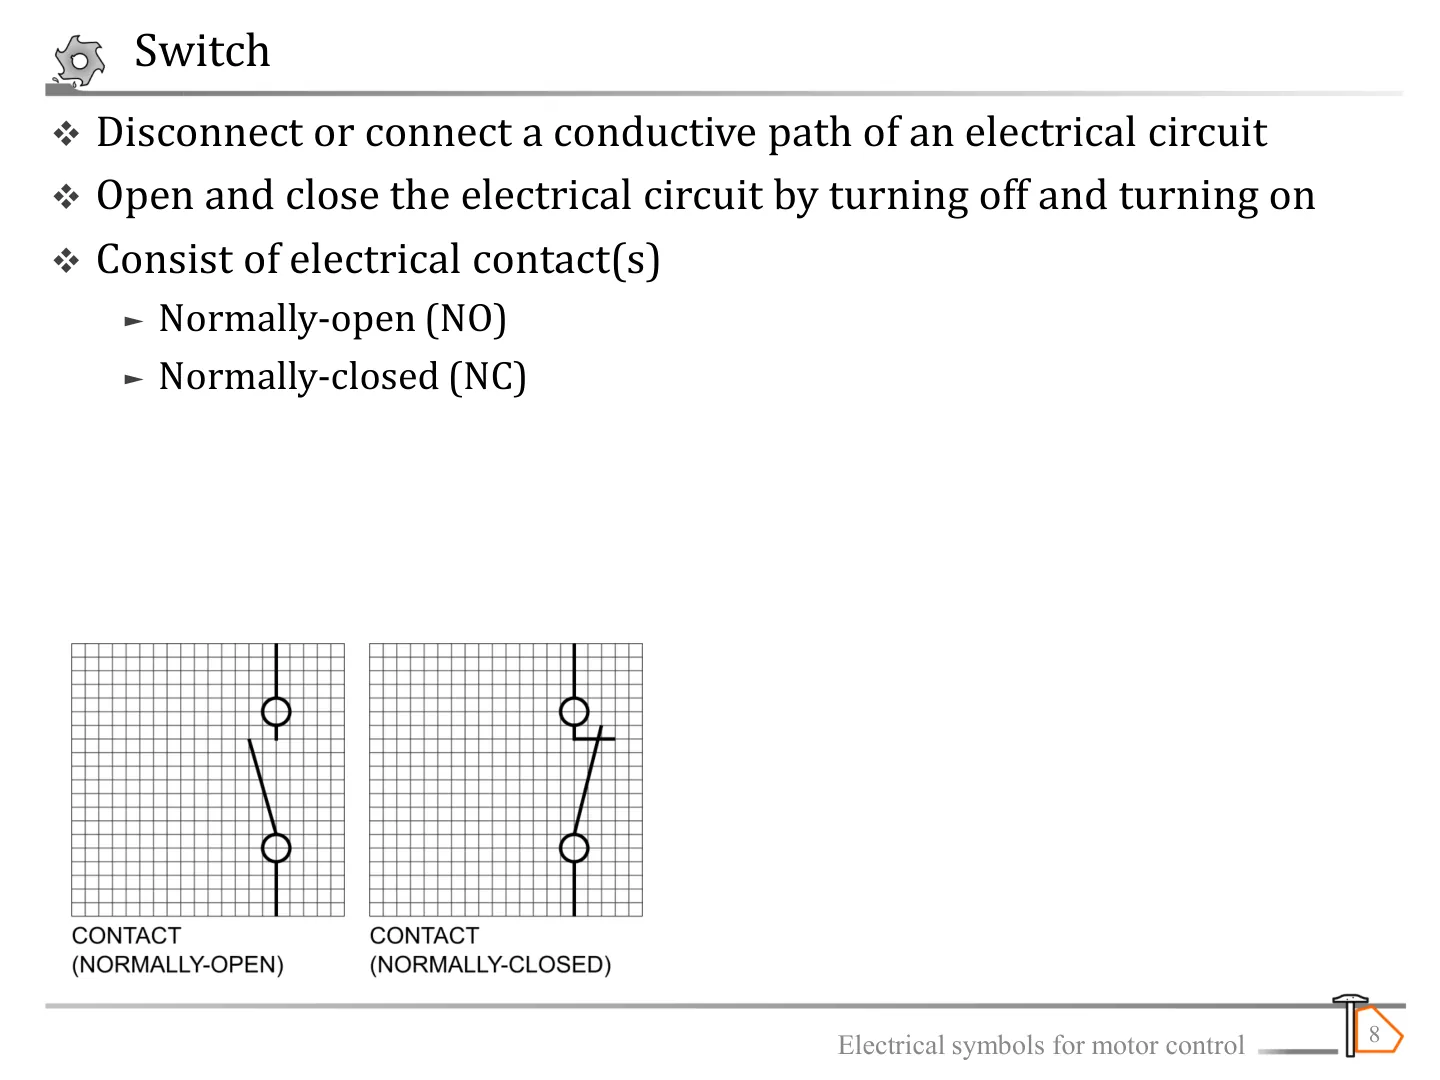 Switch
Disconnect or connect a conductive path of an electrical circuit
Open and close the electrical circuit by turning off and turning on
Consist of electrical contact(s)
Normally-open (NO)
Normally-closed (NC)
CONTACT
(NORMALLY-OPEN)
CONTACT
(NORMALLY-CLOSED)
Electrical symbols for motor control
8